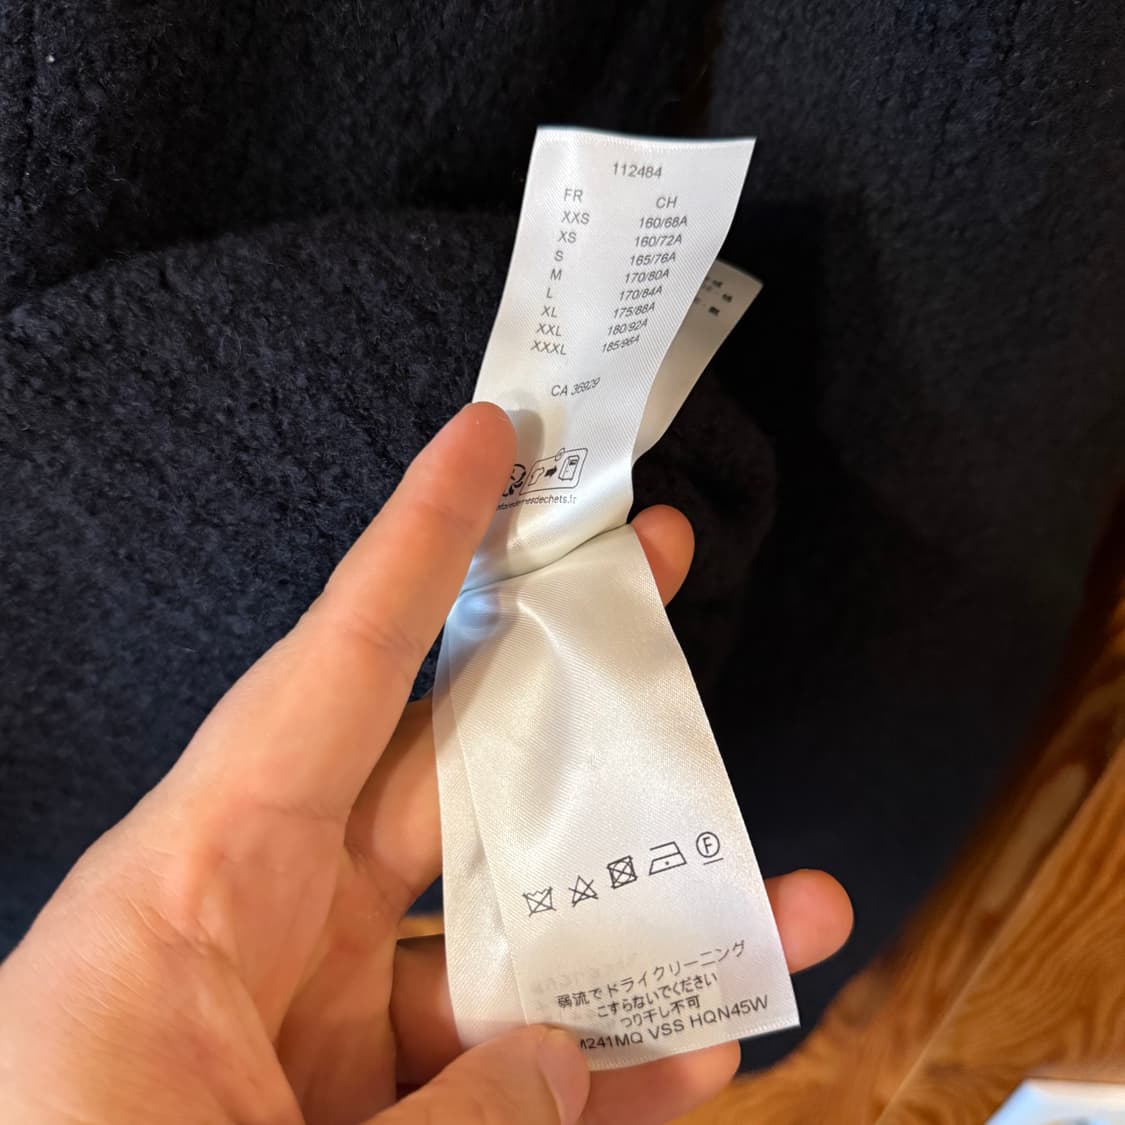 112484
FR CH
XXS 160/68A
XS 160/72A
S 165/76A
M 170/80A
L 170/84A
XL 175/88A
XXL 180/92A
XXXL 185/96A
CA 36929
F
弱流でドライクリーニング
こすらないでください
つり干し不可
M241MQ VSS HQN45W